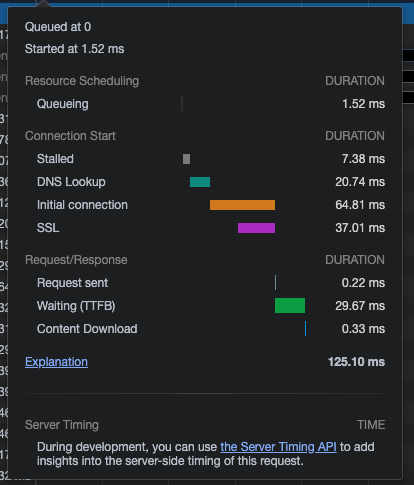 Queued at 0
Started at 1.52 ms
Resource Scheduling DURATION
Queueing 1.52 ms
Connection Start DURATION
Stalled 7.38 ms
DNS Lookup 20.74 ms
Initial connection 64.81 ms
SSL 37.01 ms
Request/Response DURATION
Request sent 0.22 ms
Waiting (TTFB) 29.67 ms
Content Download 0.33 ms
Explanation 125.10 ms
Server Timing TIME
During development, you can use the Server Timing API to add
insights into the server-side timing of this request.